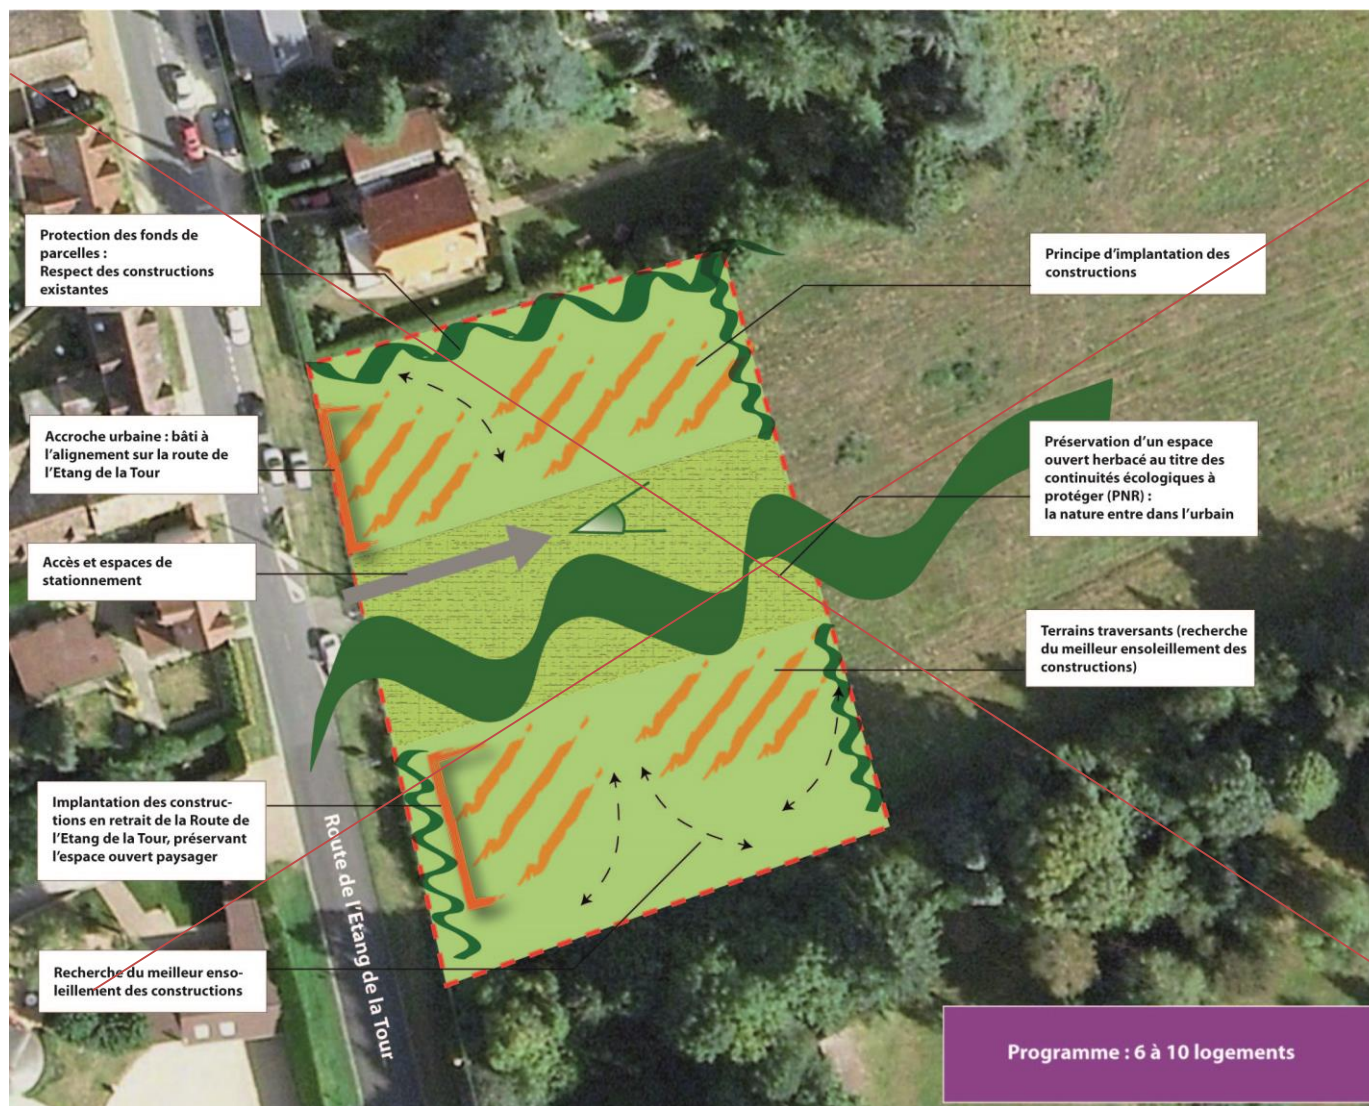 Protection des fonds de
parcelles :
Respect des constructions
existantes
Principe d'implantation des
constructions
Accroche urbaine : bâti à
l'alignement sur la route de
l'Etang de la Tour
Préservation d'un espace
ouvert herbacé au titre des
continuités écologiques à
protéger (PNR) :
la nature entre dans l'urbain
Accès et espaces de
stationnement
Terrains traversants (recherche
du meilleur ensoleillement des
constructions)
Implantation des construc-
tions en retrait de la Route de
l'Etang de la Tour, préservant
l'espace ouvert paysager
Route de l'Etang de la Tour
Recherche du meilleur enso-
leillement des constructions
Programme : 6 à 10 logements